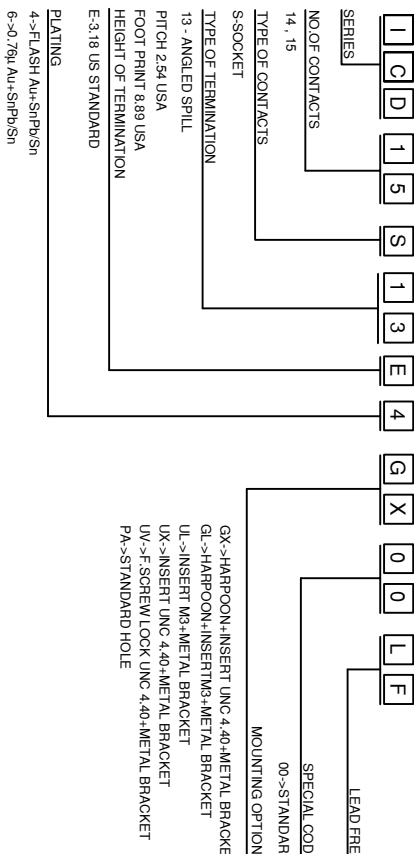 I C D 1 5 S 1 3 E 4 G X 0 0 L F
SERIES
NO.OF CONTACTS
14 , 15
TYPE OF CONTACTS
S-SOCKET
TYPE OF TERMINATION
13 - ANGLED SPILL
PITCH 2.54 USA
FOOT PRINT 8.89 USA
HEIGHT OF TERMINATION
E-3.18 US STANDARD
PLATING
4->FLASH Au+SnPb/Sn
6->0.76µ Au+SnPb/Sn
GX->HARPOON+INSERT UNC 4.40+METAL BRACKE
GL->HARPOON+INSERTM3+METAL BRACKET
UL->INSERT M3+METAL BRACKET
UX->INSERT UNC 4.40+METAL BRACKET
UV->F.SCREW LOCK UNC 4.40+METAL BRACKET
PA->STANDARD HOLE
MOUNTING OPTION
00->STANDAR
SPECIAL COD
LEAD FRE